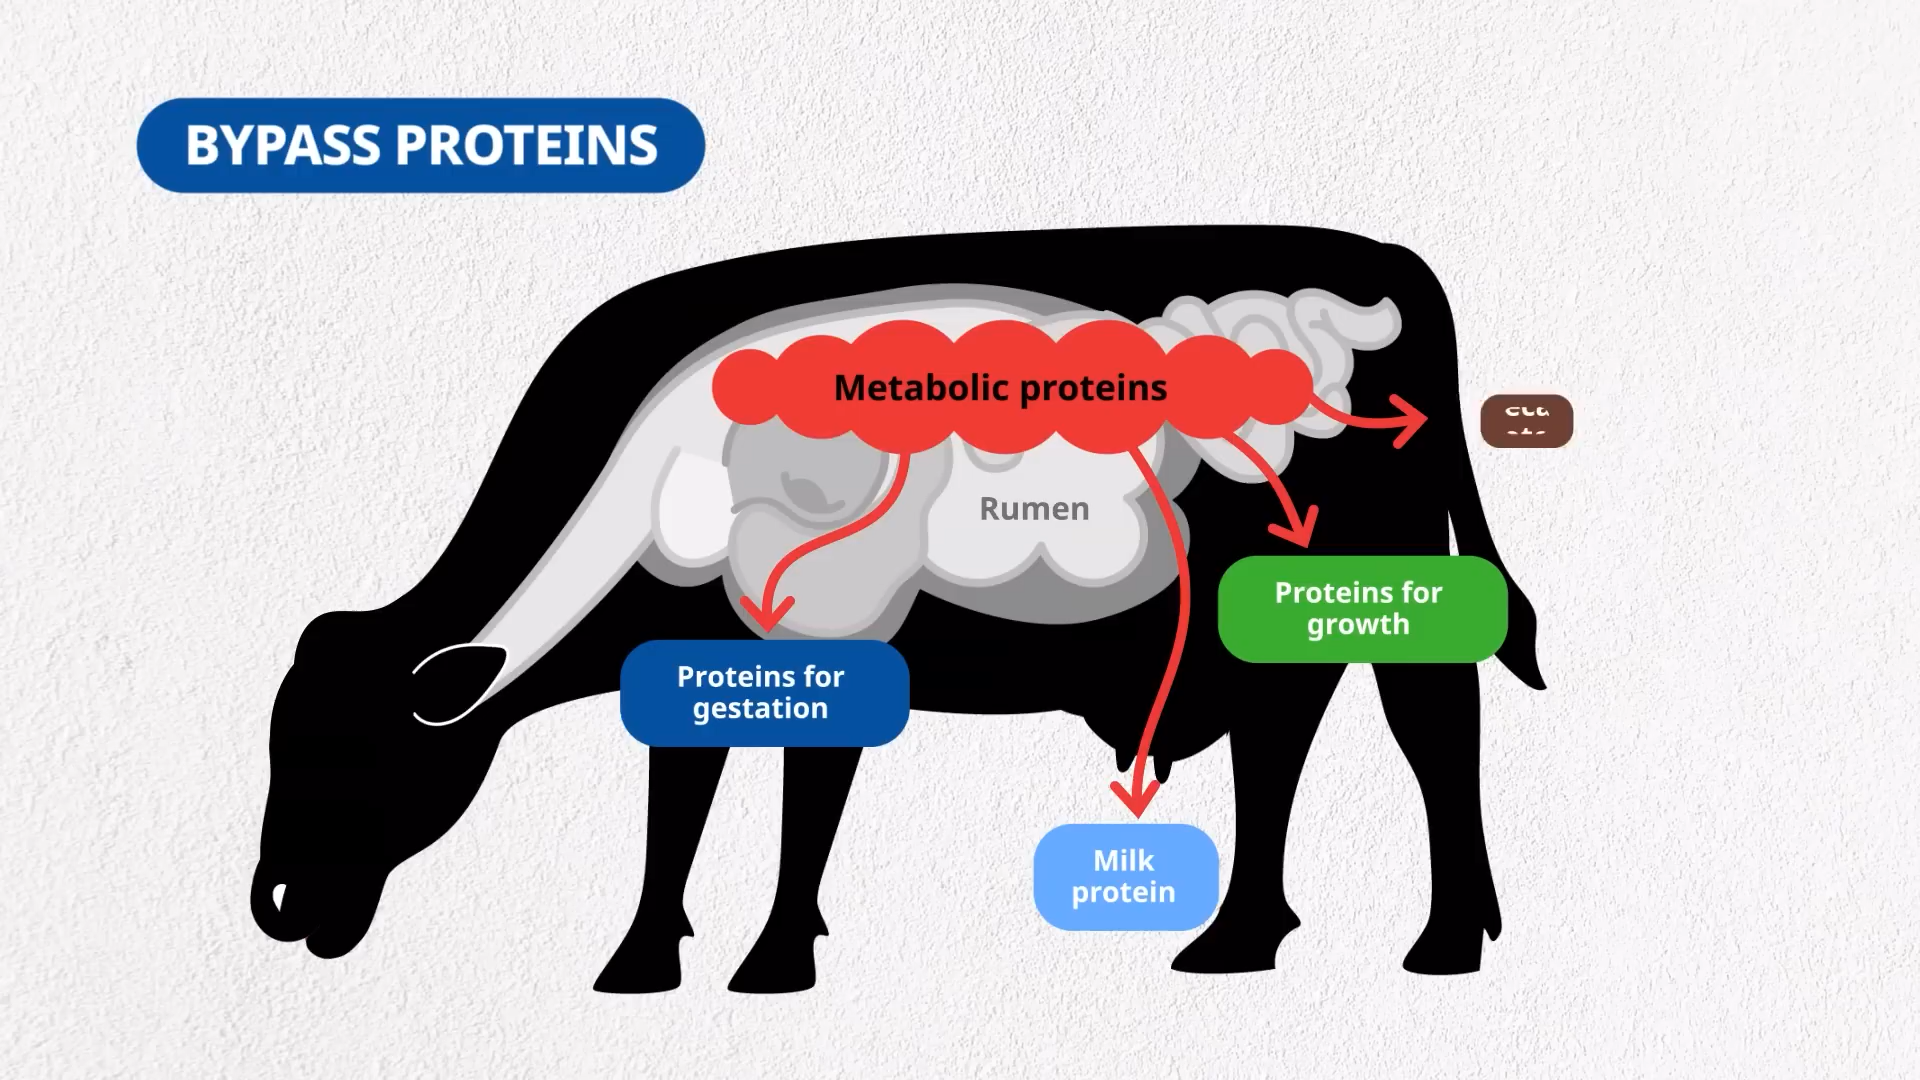 BYPASS PROTEINS
Metabolic proteins
Rumen
Proteins for
growth
Proteins for
gestation
Milk
protein